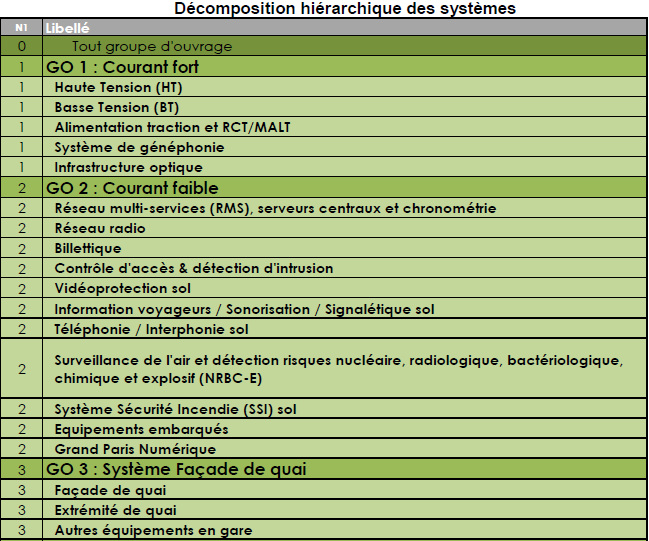 Décomposition hiérarchique des systèmes
N1 Libellé
0 Tout groupe d'ouvrage
1 GO 1 : Courant fort
1 Haute Tension (HT)
1 Basse Tension (BT)
1 Alimentation traction et RCT/MALT
1 Système de généphonie
1 Infrastructure optique
2 GO 2 : Courant faible
2 Réseau multi-services (RMS), serveurs centraux et chronométrie
2 Réseau radio
2 Billettique
2 Contrôle d'accès & détection d'intrusion
2 Vidéoprotection sol
2 Information voyageurs / Sonorisation / Signalétique sol
2 Téléphonie / Interphonie sol
2 Surveillance de l'air et détection risques nucléaire, radiologique, bactériologique,
chimique et explosif (NRBC-E)
2 Système Sécurité Incendie (SSI) sol
2 Equipements embarqués
2 Grand Paris Numérique
3 GO 3 : Système Façade de quai
3 Façade de quai
3 Extrémité de quai
3 Autres équipements en gare